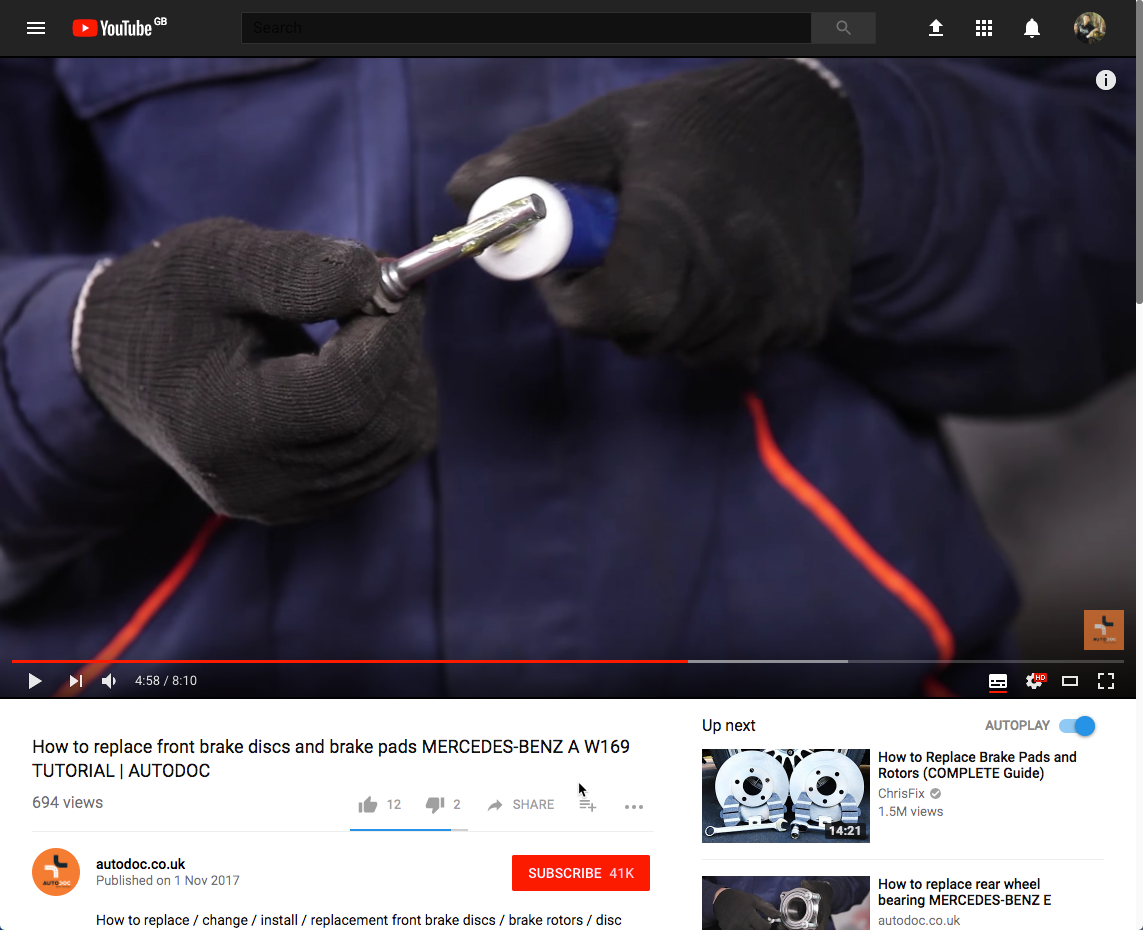 YouTube GB
Search
AUTODOC
4:58 / 8:10
HD
How to replace front brake discs and brake pads MERCEDES-BENZ A W169
TUTORIAL | AUTODOC
694 views
12
2
SHARE
autodoc.co.uk
Published on 1 Nov 2017
SUBSCRIBE 41K
AUTODOC
How to replace / change / install / replacement front brake discs / brake rotors / disc
Up next
AUTOPLAY
14:21
How to Replace Brake Pads and
Rotors (COMPLETE Guide)
ChrisFix
1.5M views
How to replace rear wheel
bearing MERCEDES-BENZ E
autodoc.co.uk